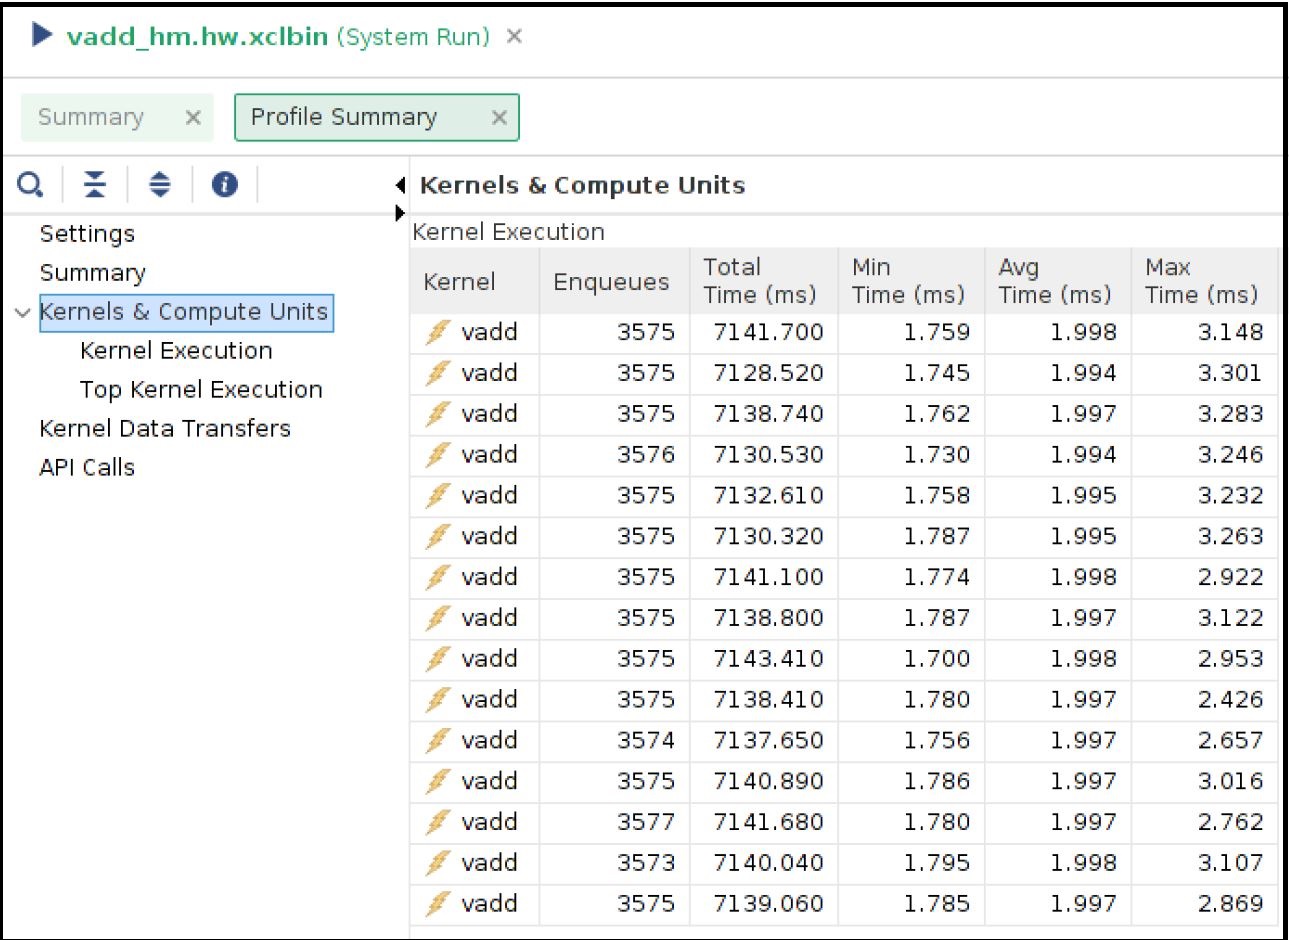 vadd_hm.hw.xclbin (System Run)
Summary
Profile Summary
Settings
Summary
Kernels & Compute Units
Kernel Execution
Top Kernel Execution
Kernel Data Transfers
API Calls
Kernels & Compute Units
Kernel Execution
Kernel Enqueues Total Time (ms) Min Time (ms) Avg Time (ms) Max Time (ms)
vadd 3575 7141.700 1.759 1.998 3.148
vadd 3575 7128.520 1.745 1.994 3.301
vadd 3575 7138.740 1.762 1.997 3.283
vadd 3576 7130.530 1.730 1.994 3.246
vadd 3575 7132.610 1.758 1.995 3.232
vadd 3575 7130.320 1.787 1.995 3.263
vadd 3575 7141.100 1.774 1.998 2.922
vadd 3575 7138.800 1.787 1.997 3.122
vadd 3575 7143.410 1.700 1.998 2.953
vadd 3575 7138.410 1.780 1.997 2.426
vadd 3574 7137.650 1.756 1.997 2.657
vadd 3575 7140.890 1.786 1.997 3.016
vadd 3577 7141.680 1.780 1.997 2.762
vadd 3573 7140.040 1.795 1.998 3.107
vadd 3575 7139.060 1.785 1.997 2.869